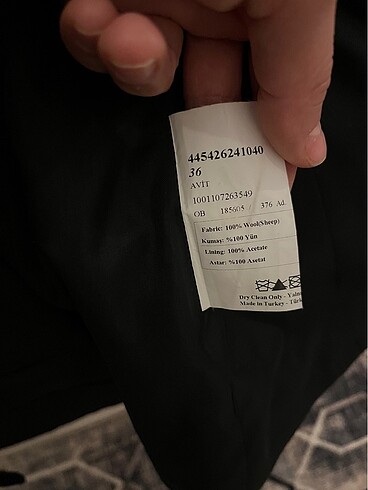 445426241040
36
AVIT
1001107263549
OB 185605 376 Ad.
Fabric: 100% Wool(Sheep)
Kumaş: %100 Yün
Lining: 100% Acetate
Astar: %100 Asetat
Dry Clean Only -
Made in Turkey -